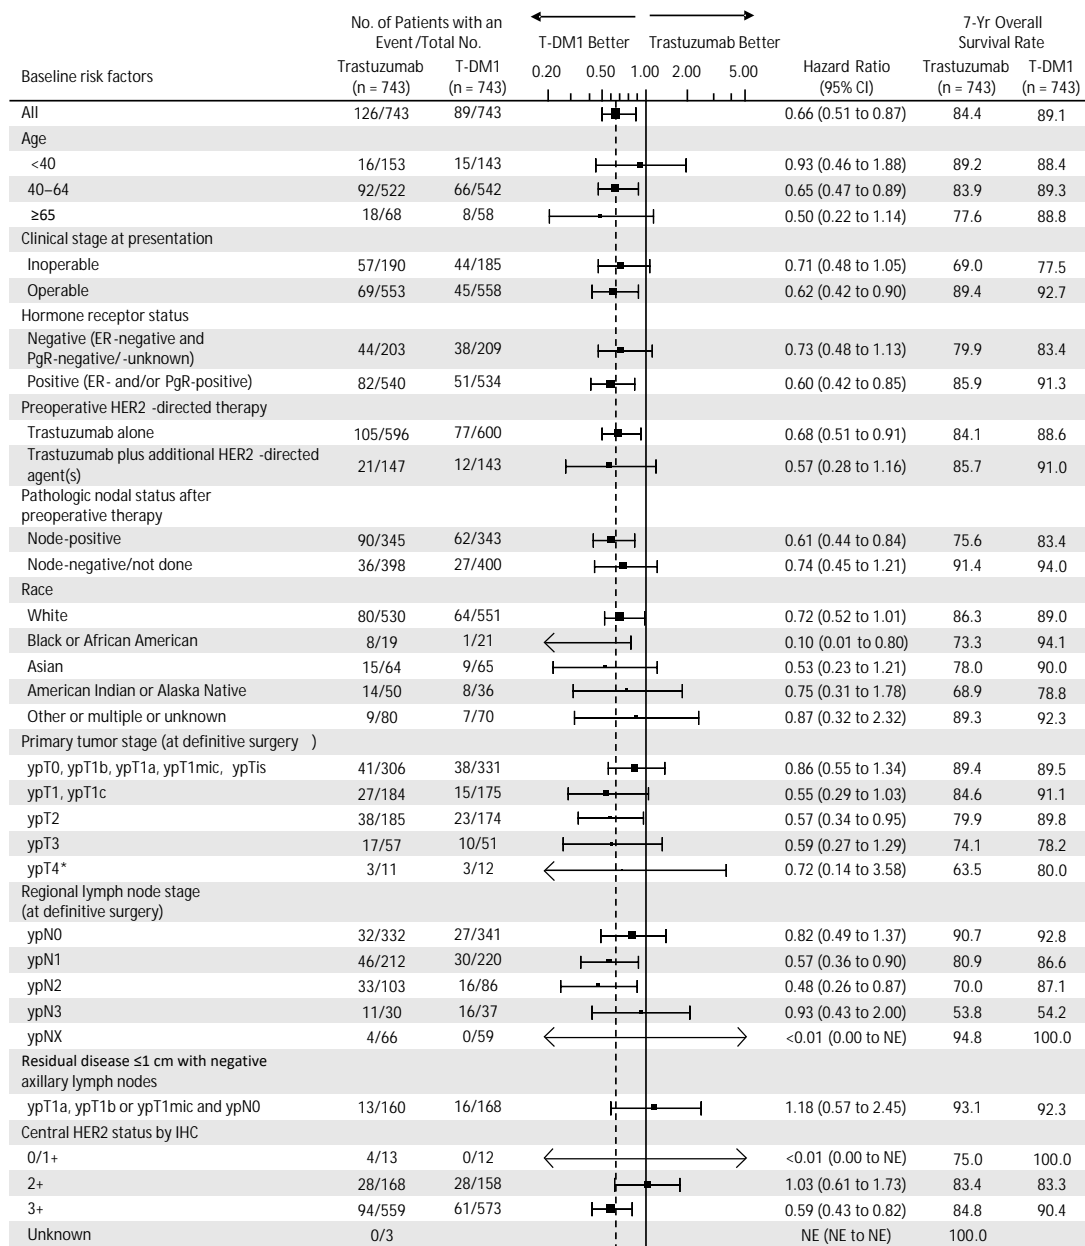 No. of Patients with an
Event/Total No.
T-DM1 Better Trastuzumab Better
7-Yr Overall
Survival Rate
Baseline risk factors
Trastuzumab
(n = 743)
T-DM1
(n = 743)
0.20 0.50 1.00 2.00 5.00
Hazard Ratio
(95% CI)
Trastuzumab
(n = 743)
T-DM1
(n = 743)
All 126/743 89/743 0.66 (0.51 to 0.87) 84.4 89.1
Age
<40 16/153 15/143 0.93 (0.46 to 1.88) 89.2 88.4
40–64 92/522 66/542 0.65 (0.47 to 0.89) 83.9 89.3
≥65 18/68 8/58 0.50 (0.22 to 1.14) 77.6 88.8
Clinical stage at presentation
Inoperable 57/190 44/185 0.71 (0.48 to 1.05) 69.0 77.5
Operable 69/553 45/558 0.62 (0.42 to 0.90) 89.4 92.7
Hormone receptor status
Negative (ER-negative and
PgR-negative/-unknown) 44/203 38/209 0.73 (0.48 to 1.13) 79.9 83.4
Positive (ER- and/or PgR-positive) 82/540 51/534 0.60 (0.42 to 0.85) 85.9 91.3
Preoperative HER2 -directed therapy
Trastuzumab alone 105/596 77/600 0.68 (0.51 to 0.91) 84.1 88.6
Trastuzumab plus additional HER2 -directed
agent(s) 21/147 12/143 0.57 (0.28 to 1.16) 85.7 91.0
Pathologic nodal status after
preoperative therapy
Node-positive 90/345 62/343 0.61 (0.44 to 0.84) 75.6 83.4
Node-negative/not done 36/398 27/400 0.74 (0.45 to 1.21) 91.4 94.0
Race
White 80/530 64/551 0.72 (0.52 to 1.01) 86.3 89.0
Black or African American 8/19 1/21 0.10 (0.01 to 0.80) 73.3 94.1
Asian 15/64 9/65 0.53 (0.23 to 1.21) 78.0 90.0
American Indian or Alaska Native 14/50 8/36 0.75 (0.31 to 1.78) 68.9 78.8
Other or multiple or unknown 9/80 7/70 0.87 (0.32 to 2.32) 89.3 92.3
Primary tumor stage (at definitive surgery )
ypT0, ypT1b, ypT1a, ypT1mic, ypTis 41/306 38/331 0.86 (0.55 to 1.34) 89.4 89.5
ypT1, ypT1c 27/184 15/175 0.55 (0.29 to 1.03) 84.6 91.1
ypT2 38/185 23/174 0.57 (0.34 to 0.95) 79.9 89.8
ypT3 17/57 10/51 0.59 (0.27 to 1.29) 74.1 78.2
ypT4* 3/11 3/12 0.72 (0.14 to 3.58) 63.5 80.0
Regional lymph node stage
(at definitive surgery)
ypN0 32/332 27/341 0.82 (0.49 to 1.37) 90.7 92.8
ypN1 46/212 30/220 0.57 (0.36 to 0.90) 80.9 86.6
ypN2 33/103 16/86 0.48 (0.26 to 0.87) 70.0 87.1
ypN3 11/30 16/37 0.93 (0.43 to 2.00) 53.8 54.2
ypNX 4/66 0/59 <0.01 (0.00 to NE) 94.8 100.0
Residual disease ≤1 cm with negative
axillary lymph nodes
ypT1a, ypT1b or ypT1mic and ypN0 13/160 16/168 1.18 (0.57 to 2.45) 93.1 92.3
Central HER2 status by IHC
0/1+ 4/13 0/12 <0.01 (0.00 to NE) 75.0 100.0
2+ 28/168 28/158 1.03 (0.61 to 1.73) 83.4 83.3
3+ 94/559 61/573 0.59 (0.43 to 0.82) 84.8 90.4
Unknown 0/3 NE (NE to NE) 100.0